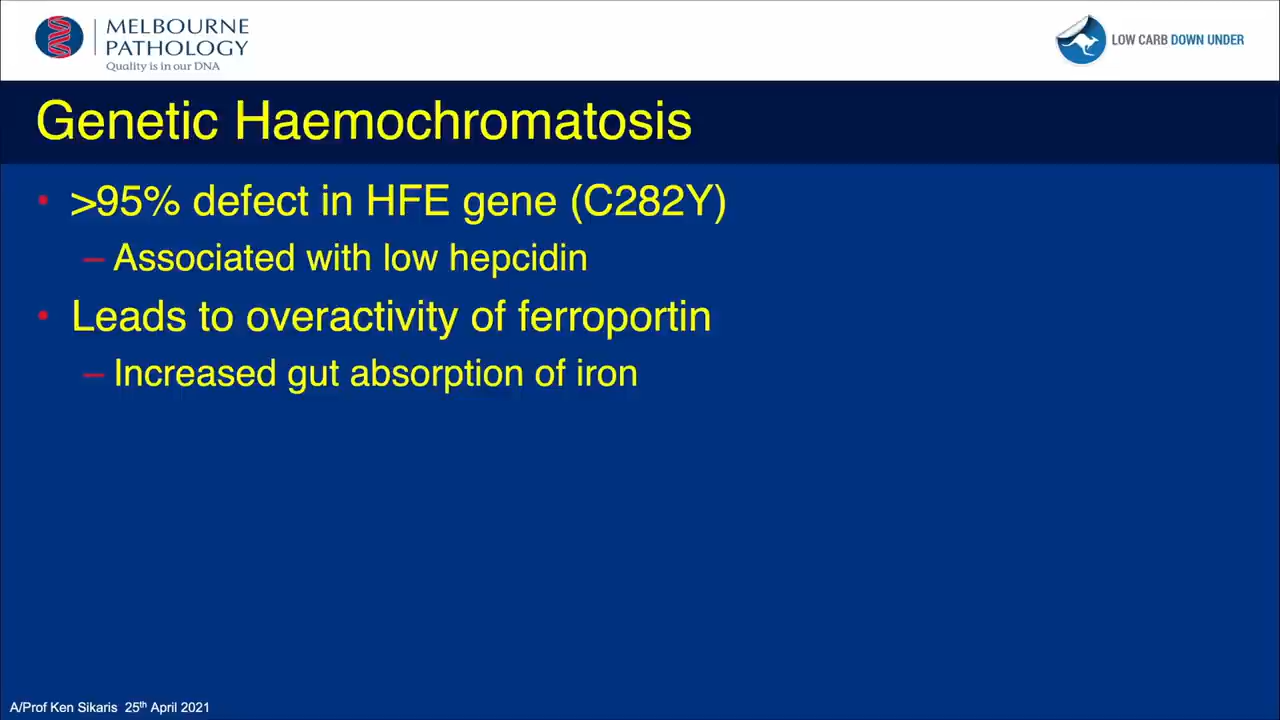 MELBOURNE
PATHOLOGY
Quality is in our DNA
LOW CARB DOWN UNDER
Genetic Haemochromatosis
• >95% defect in HFE gene (C282Y)
– Associated with low hepcidin
• Leads to overactivity of ferroportin
– Increased gut absorption of iron
A/Prof Ken Sikaris 25th April 2021